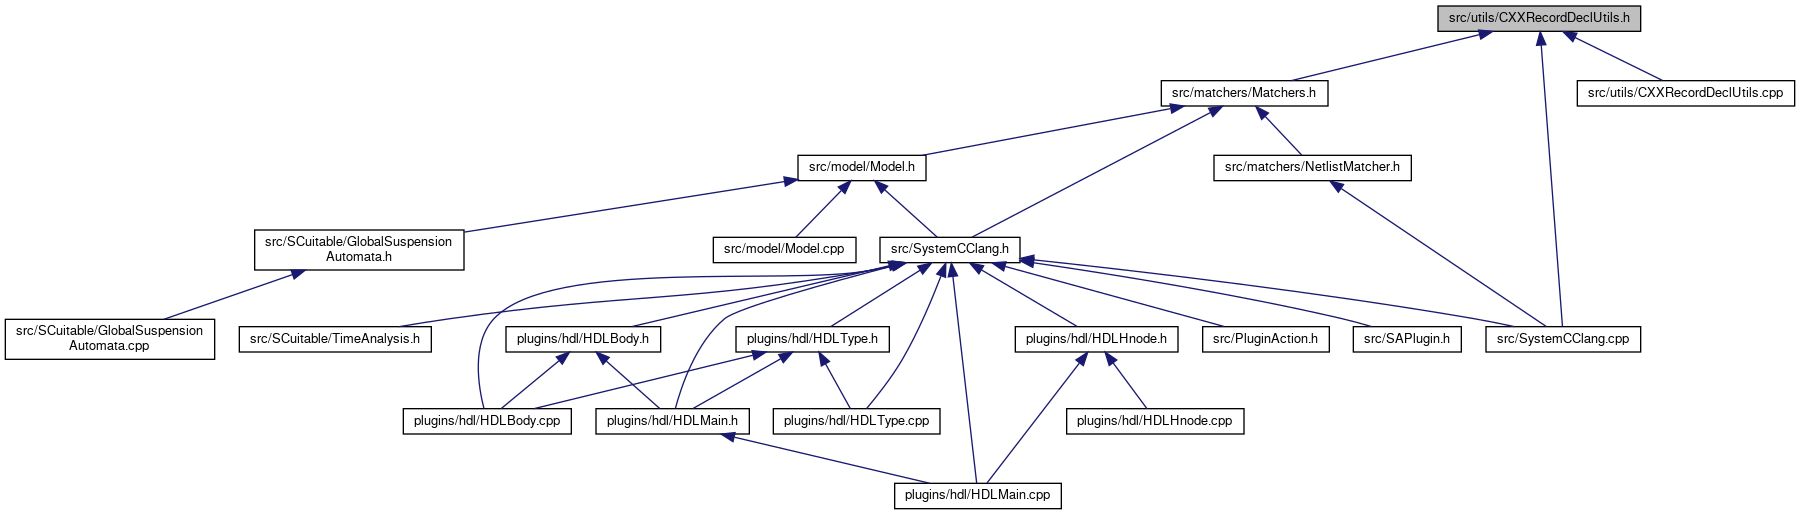 src/utils/CXXRecordDeclUtils.h
src/matchers/Matchers.h
src/utils/CXXRecordDeclUtils.cpp
src/model/Model.h
src/matchers/NetlistMatcher.h
src/SCuitable/GlobalSuspension
Automata.h
src/model/Model.cpp
src/SystemCClang.h
src/SCuitable/GlobalSuspension
Automata.cpp
src/SCuitable/TimeAnalysis.h
plugins/hdl/HDLBody.h
plugins/hdl/HDLType.h
plugins/hdl/HDLHnode.h
src/PluginAction.h
src/SAPlugin.h
src/SystemCClang.cpp
plugins/hdl/HDLBody.cpp
plugins/hdl/HDLMain.h
plugins/hdl/HDLType.cpp
plugins/hdl/HDLHnode.cpp
plugins/hdl/HDLMain.cpp